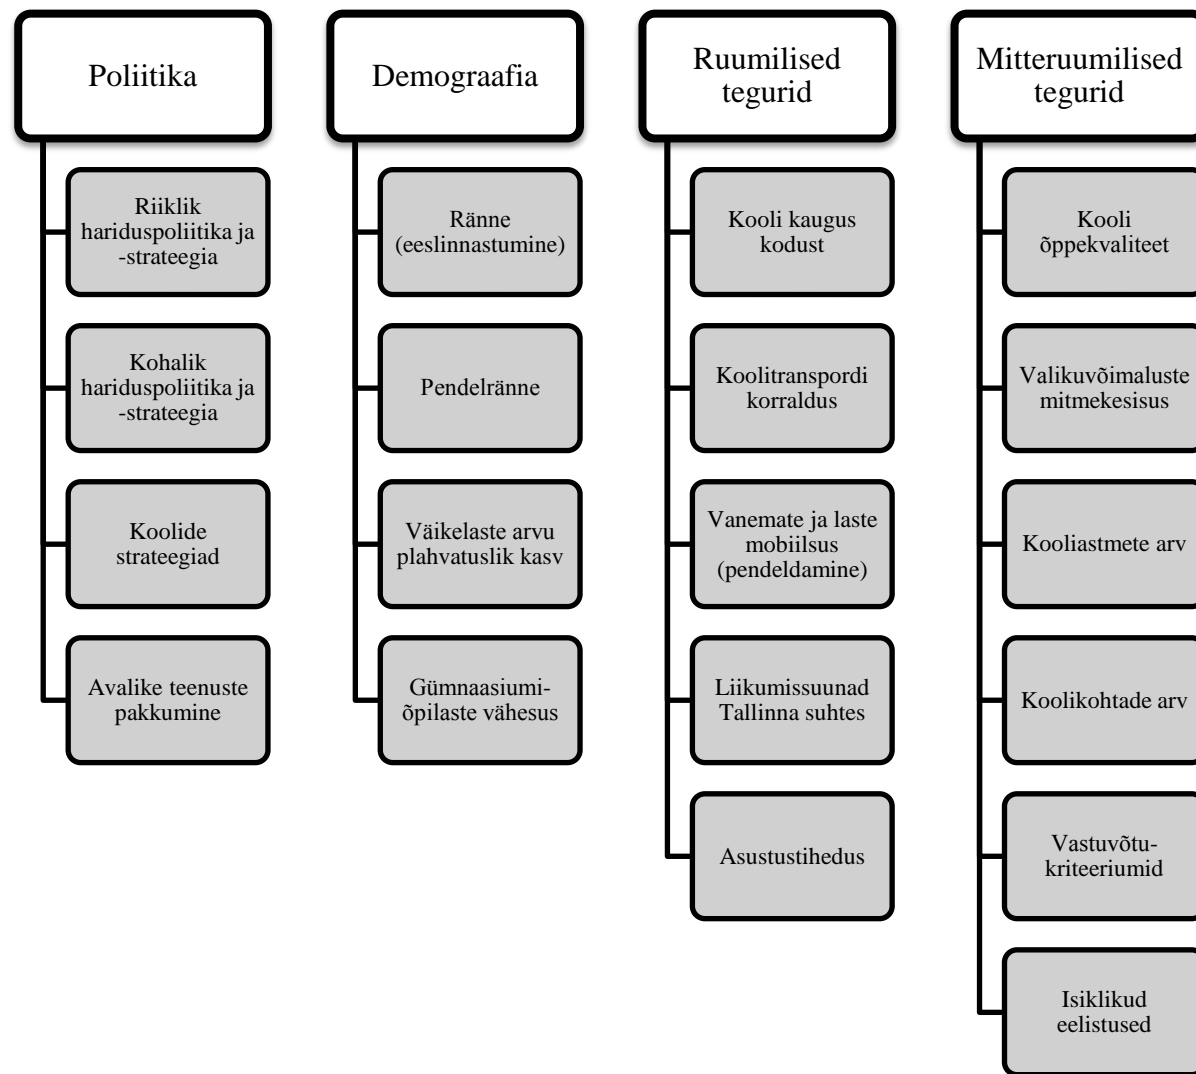 Poliitika
Riiklik
hariduspoliitika ja
-strateegia
Kohalik
hariduspoliitika ja
-strateegia
Koolide
strateegiad
Avalike teenuste
pakkumine
Demograafia
Ränne
(eeslinnastumine)
Pendelränne
Väikelaste arvu
plahvatuslik kasv
Gümnaasiumi-
õpilaste vähesus
Ruumilised
tegurid
Kooli kaugus
kodust
Koolitranspordi
korraldus
Vanemate ja laste
mobiilsus
(pendeldamine)
Liikumissuunad
Tallinna suhtes
Asustustihedus
Mitteruumilised
tegurid
Kooli
õppekvaliteet
Valikuvõimaluste
mitmekesisus
Kooliastmete arv
Koolikohtade arv
Vastuvõtu-
kriteeriumid
Isiklikud
eelistused